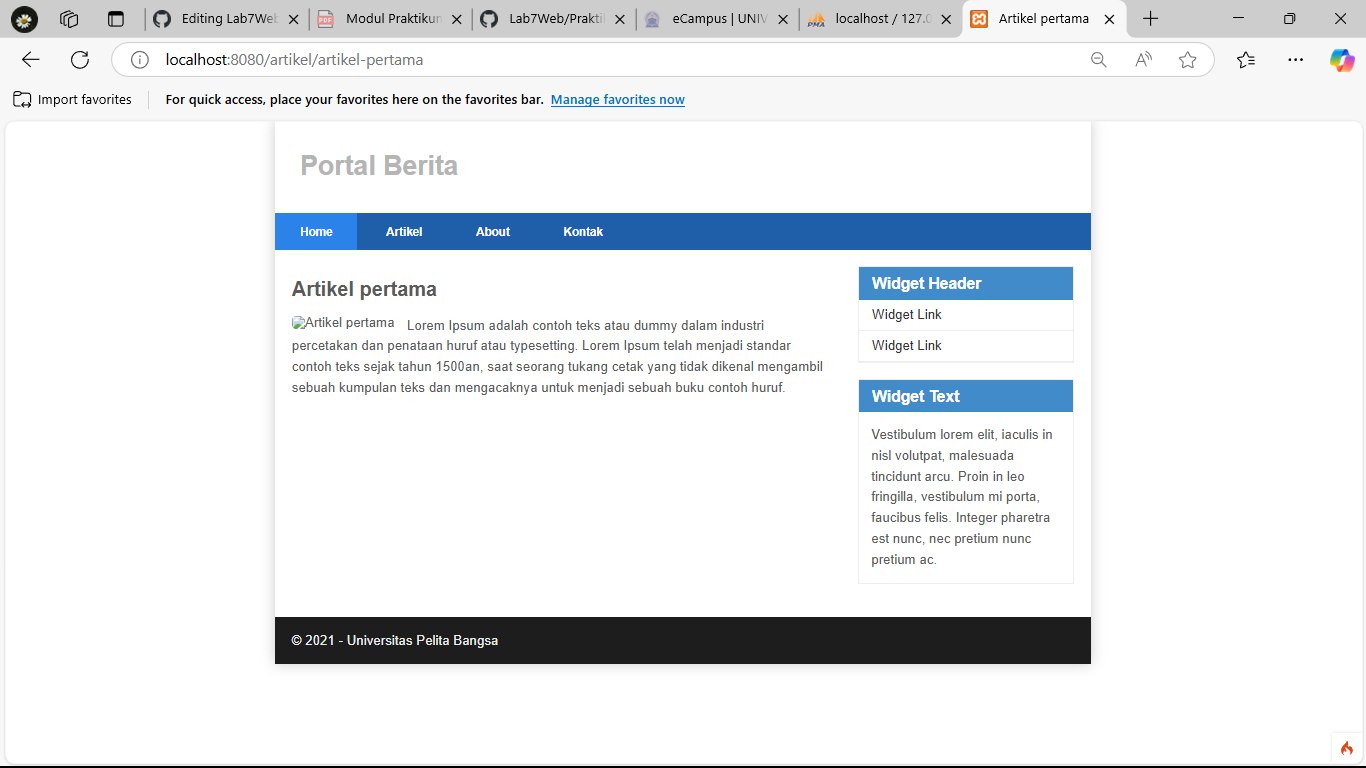 Editing Lab7Web
Modul Praktikun
Lab7Web/Prakti
eCampus | UNIV
localhost / 127.0
Artikel pertama
localhost:8080/artikel/artikel-pertama
Import favorites
For quick access, place your favorites here on the favorites bar. Manage favorites now
Portal Berita
Home Artikel About Kontak
Artikel pertama
Artikel pertama Lorem Ipsum adalah contoh teks atau dummy dalam industri
percetakan dan penataan huruf atau typesetting. Lorem Ipsum telah menjadi standar
contoh teks sejak tahun 1500an, saat seorang tukang cetak yang tidak dikenal mengambil
sebuah kumpulan teks dan mengacaknya untuk menjadi sebuah buku contoh huruf.
Widget Header
Widget Link
Widget Link
Widget Text
Vestibulum lorem elit, iaculis in
nisl volutpat, malesuada
tincidunt arcu. Proin in leo
fringilla, vestibulum mi porta,
faucibus felis. Integer pharetra
est nunc, nec pretium nunc
pretium ac.
© 2021 - Universitas Pelita Bangsa